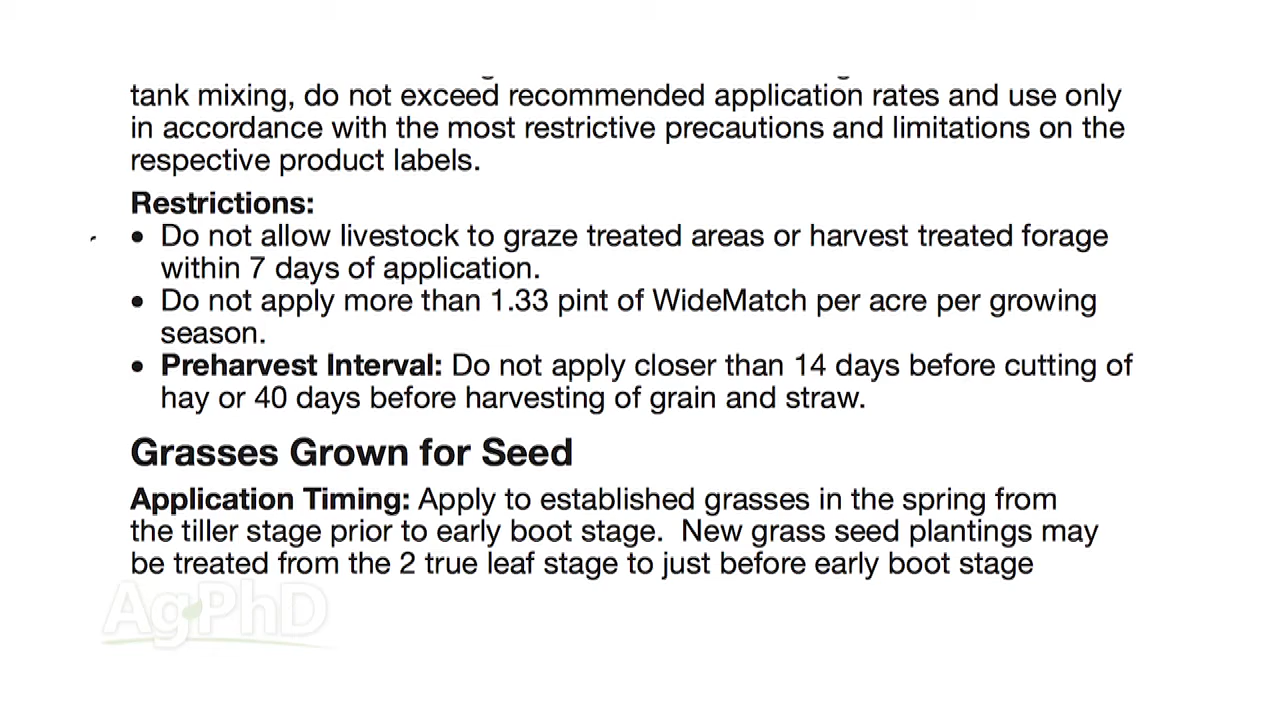 tank mixing, do not exceed recommended application rates and use only
in accordance with the most restrictive precautions and limitations on the
respective product labels.
Restrictions:
• Do not allow livestock to graze treated areas or harvest treated forage
within 7 days of application.
• Do not apply more than 1.33 pint of WideMatch per acre per growing
season.
• Preharvest Interval: Do not apply closer than 14 days before cutting of
hay or 40 days before harvesting of grain and straw.
Grasses Grown for Seed
Application Timing: Apply to established grasses in the spring from
the tiller stage prior to early boot stage.  New grass seed plantings may
be treated from the 2 true leaf stage to just before early boot stage
AgPhD